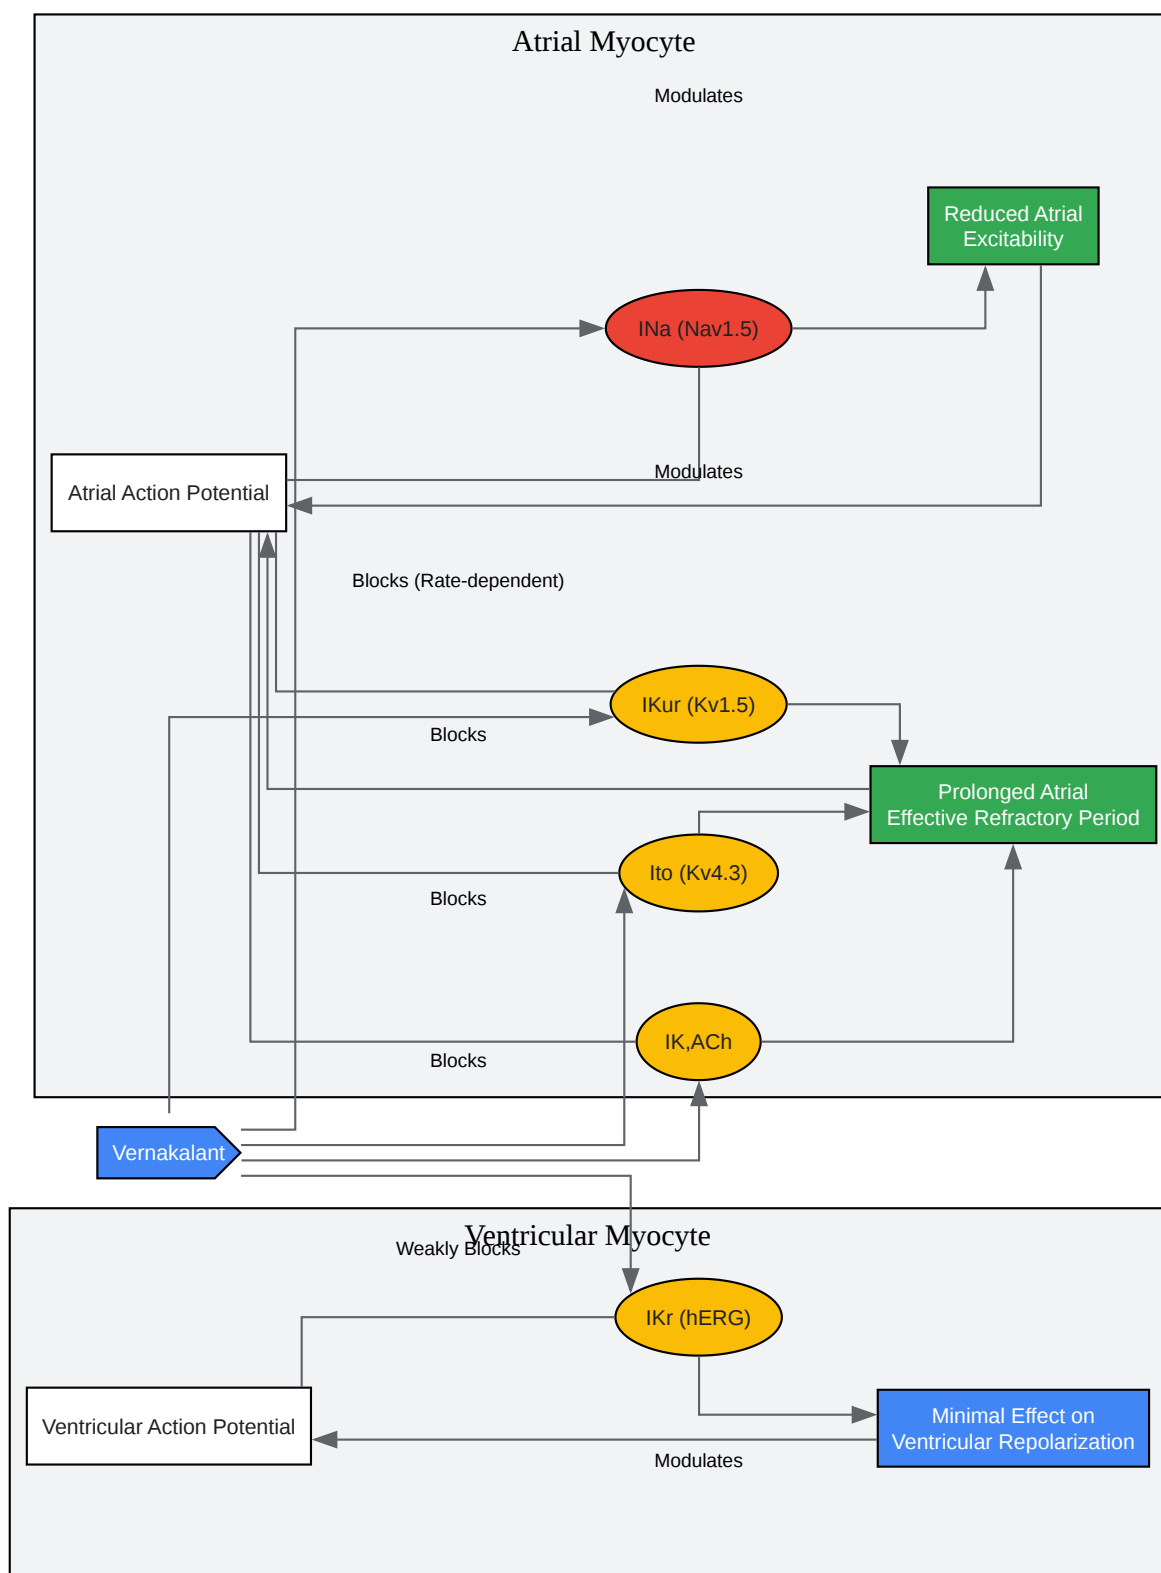 Atrial Myocyte
Modulates
Reduced Atrial
Excitability
INa (Nav1.5)
Modulates
Atrial Action Potential
Blocks (Rate-dependent)
IKur (Kv1.5)
Blocks
Prolonged Atrial
Effective Refractory Period
Ito (Kv4.3)
Blocks
IK,ACh
Blocks
Vernakalant
Ventricular Myocyte
Weakly Blocks
IKr (hERG)
Ventricular Action Potential
Minimal Effect on
Ventricular Repolarization
Modulates